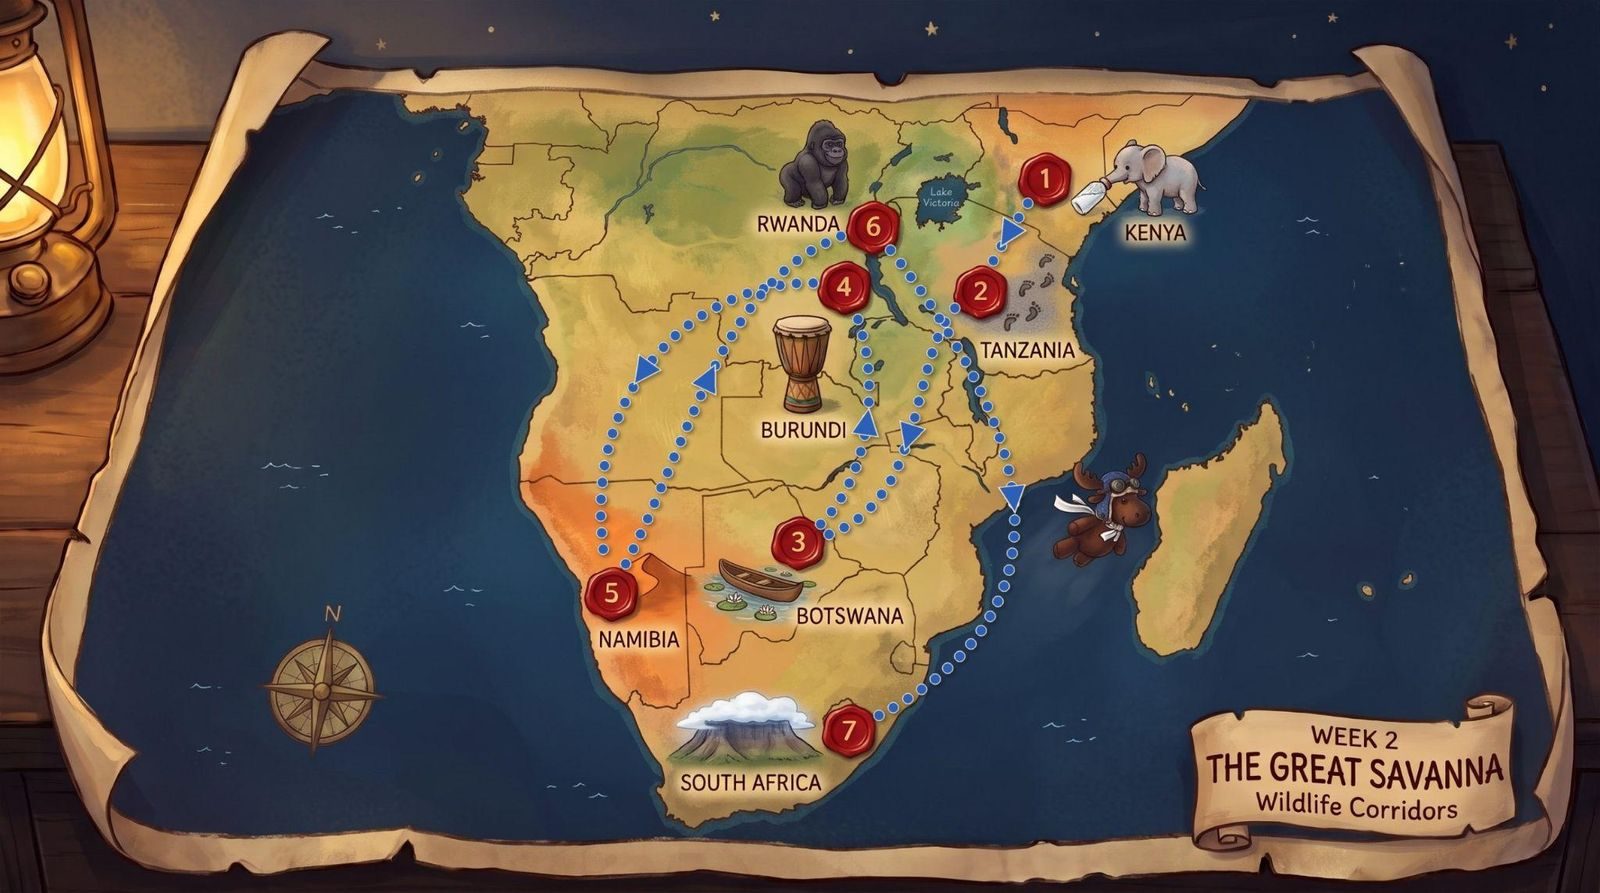 1
Lake
Victoria
RWANDA
6
KENYA
4
2
TANZANIA
BURUNDI
3
5
BOTSWANA
NAMIBIA
N
7
SOUTH AFRICA
WEEK 2
THE GREAT SAVANNA
Wildlife Corridors